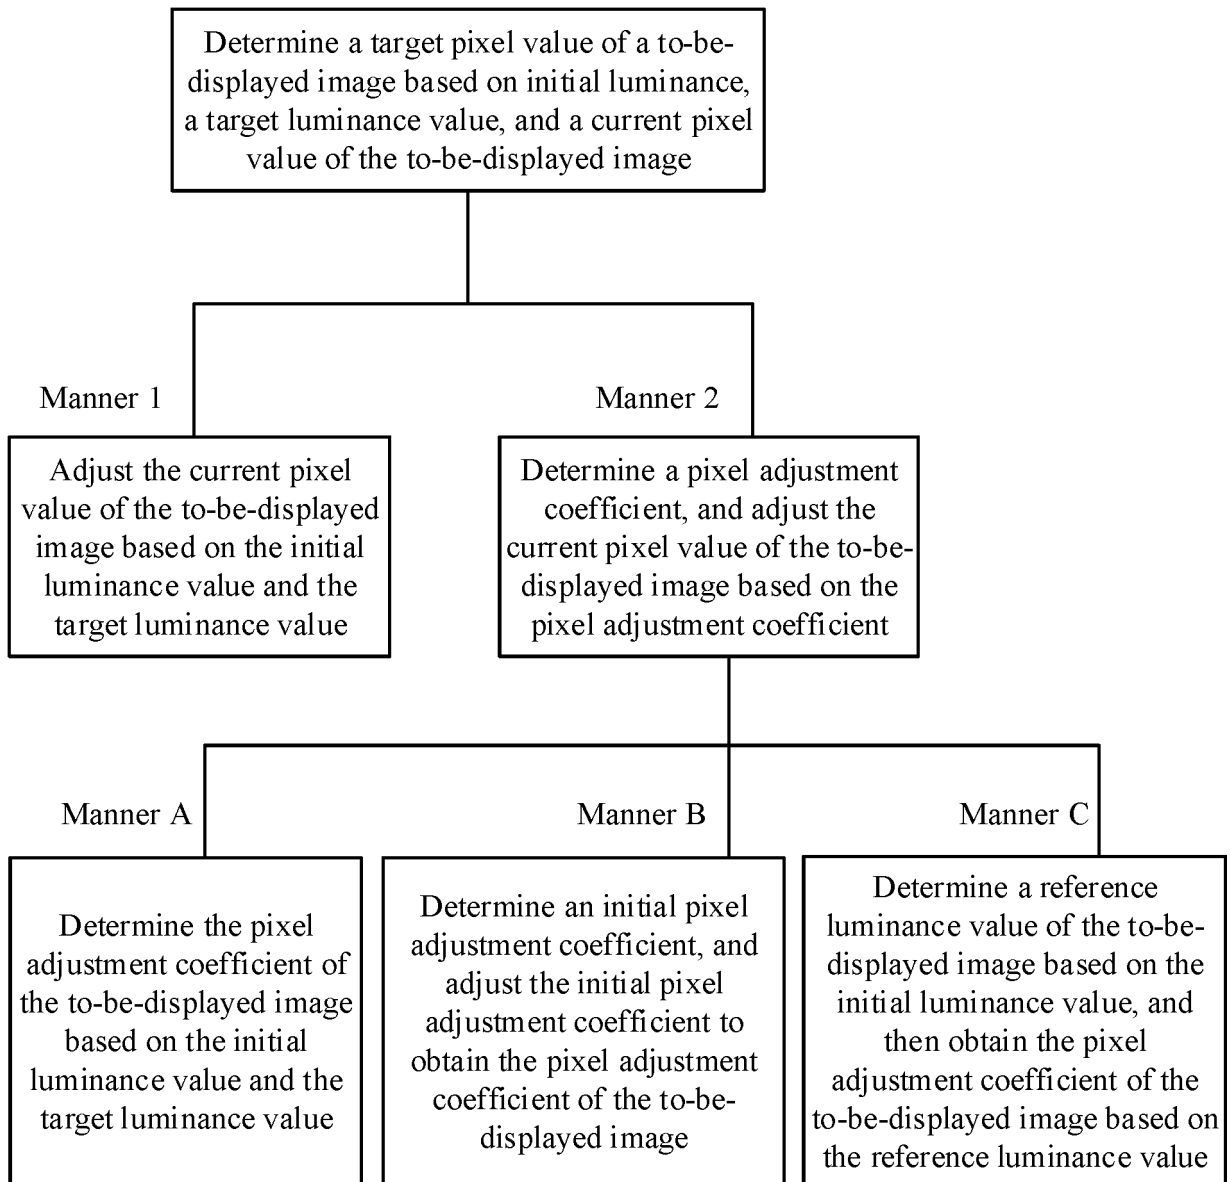 Determine a target pixel value of a to-be-
displayed image based on initial luminance,
a target luminance value, and a current pixel
value of the to-be-displayed image
Manner 1
Adjust the current pixel
value of the to-be-displayed
image based on the initial
luminance value and the
target luminance value
Manner 2
Determine a pixel adjustment
coefficient, and adjust the
current pixel value of the to-be-
displayed image based on the
pixel adjustment coefficient
Manner A
Determine the pixel
adjustment coefficient of
the to-be-displayed image
based on the initial
luminance value and the
target luminance value
Manner B
Determine an initial pixel
adjustment coefficient, and
adjust the initial pixel
adjustment coefficient to
obtain the pixel adjustment
coefficient of the to-be-
displayed image
Manner C
Determine a reference
luminance value of the to-be-
displayed image based on the
initial luminance value, and
then obtain the pixel
adjustment coefficient of the
to-be-displayed image based on
the reference luminance value